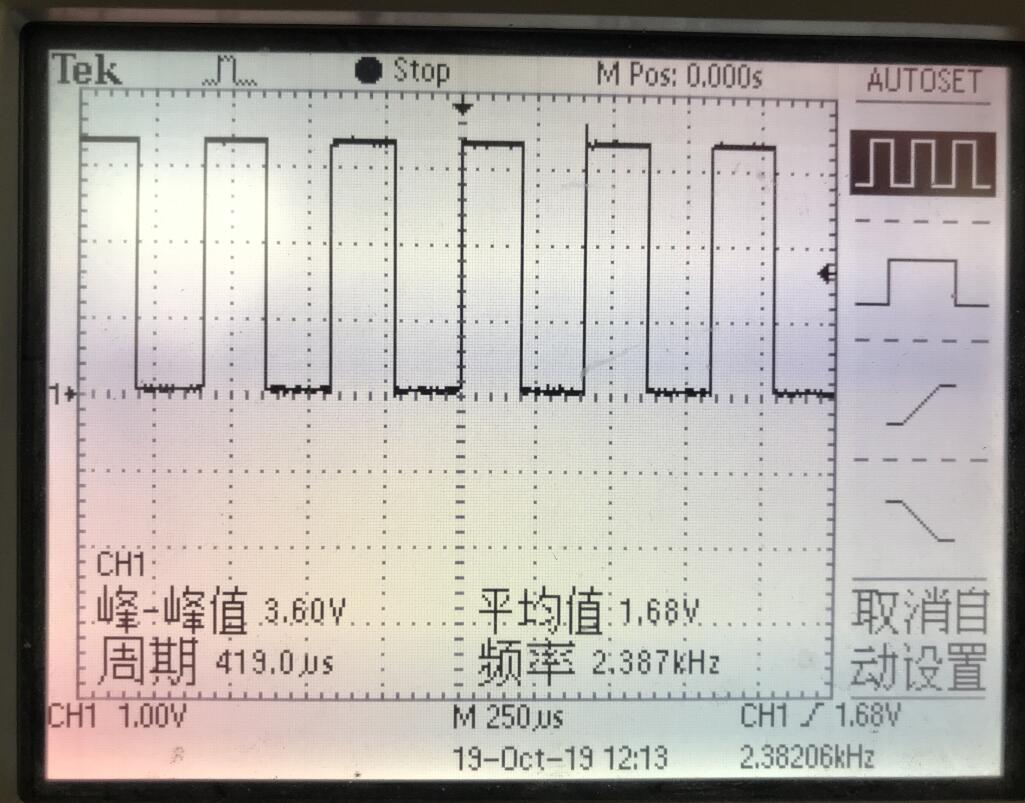 Tek Stop M Pos: 0.000s AUTOSET
1
CH1
峰-峰值 3.60V 平均值 1.68V
周期 419.0µs 频率 2.387kHz
取消自
动设置
CH1 1.00V M 250µs CH1 1.68V
19-Oct-19 12:13 2.38206kHz